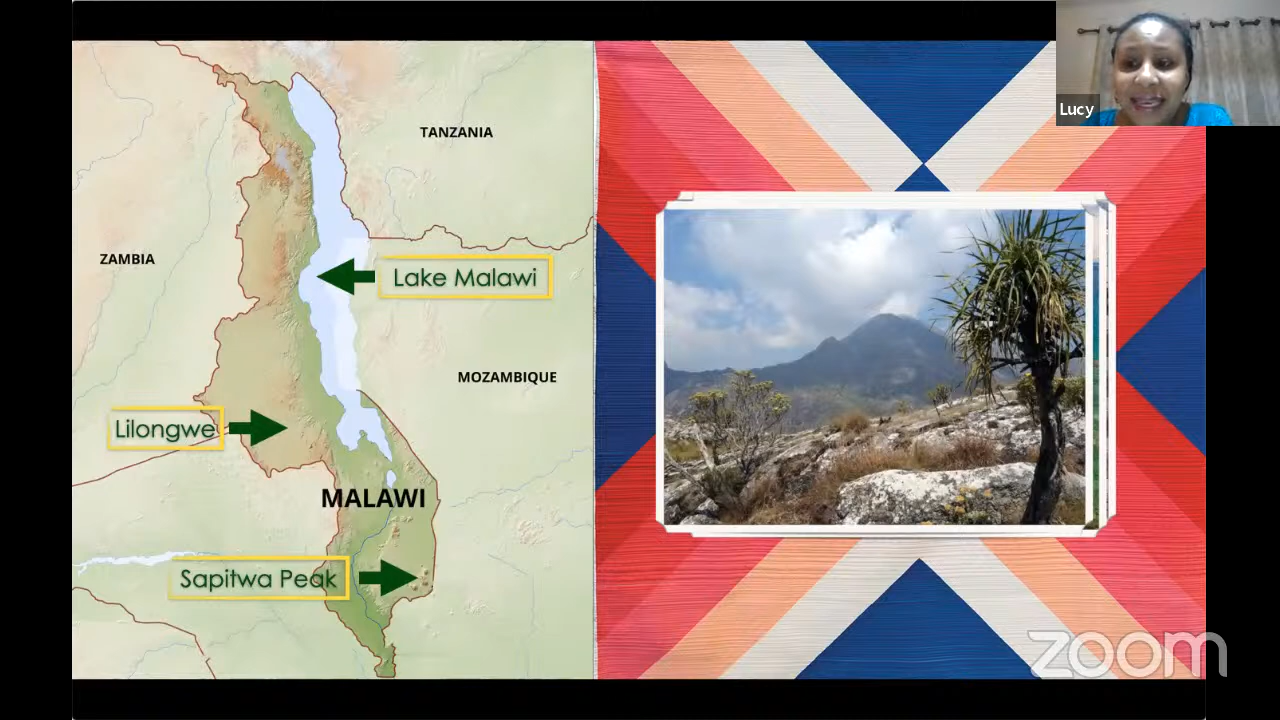 TANZANIA
ZAMBIA
Lake Malawi
MOZAMBIQUE
Lilongwe
MALAWI
Sapitwa Peak
Lucy
zoom